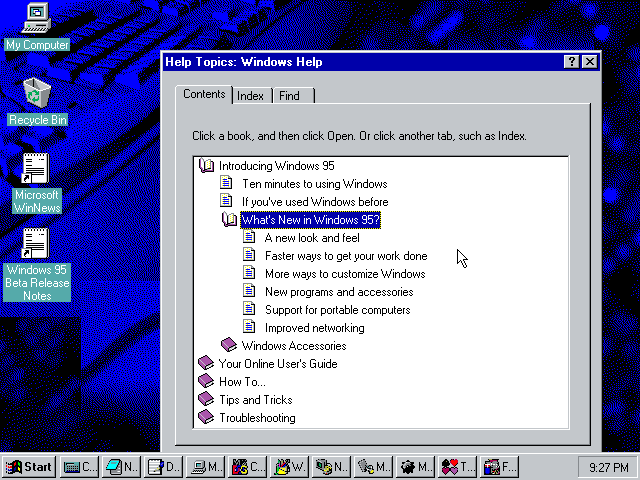 My Computer
Recycle Bin
Microsoft
WinNews
Windows 95
Beta Release
Notes
Help Topics: Windows Help
Contents
Index
Find
Click a book, and then click Open. Or click another tab, such as Index.
Introducing Windows 95
Ten minutes to using Windows
If you've used Windows before
What's New in Windows 95?
A new look and feel
Faster ways to get your work done
More ways to customize Windows
New programs and accessories
Support for portable computers
Improved networking
Windows Accessories
Your Online User's Guide
How To...
Tips and Tricks
Troubleshooting
Start
C...
N...
D...
M...
C...
W...
N...
M...
M...
T...
F...
9:27 PM